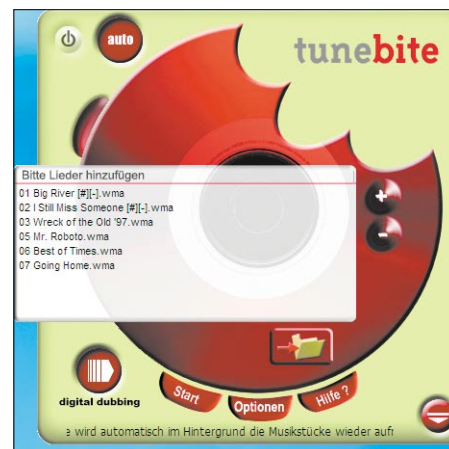 auto
tunebite
Bitte Lieder hinzufügen
01 Big River [#][-].wma
02 I Still Miss Someone [#][-].wma
03 Wreck of the Old '97.wma
05 Mr. Roboto.wma
06 Best of Times.wma
07 Going Home.wma
+
-
digital dubbing
Start
Optionen
Hilfe ?
wird automatisch im Hintergrund die Musikstücke wieder